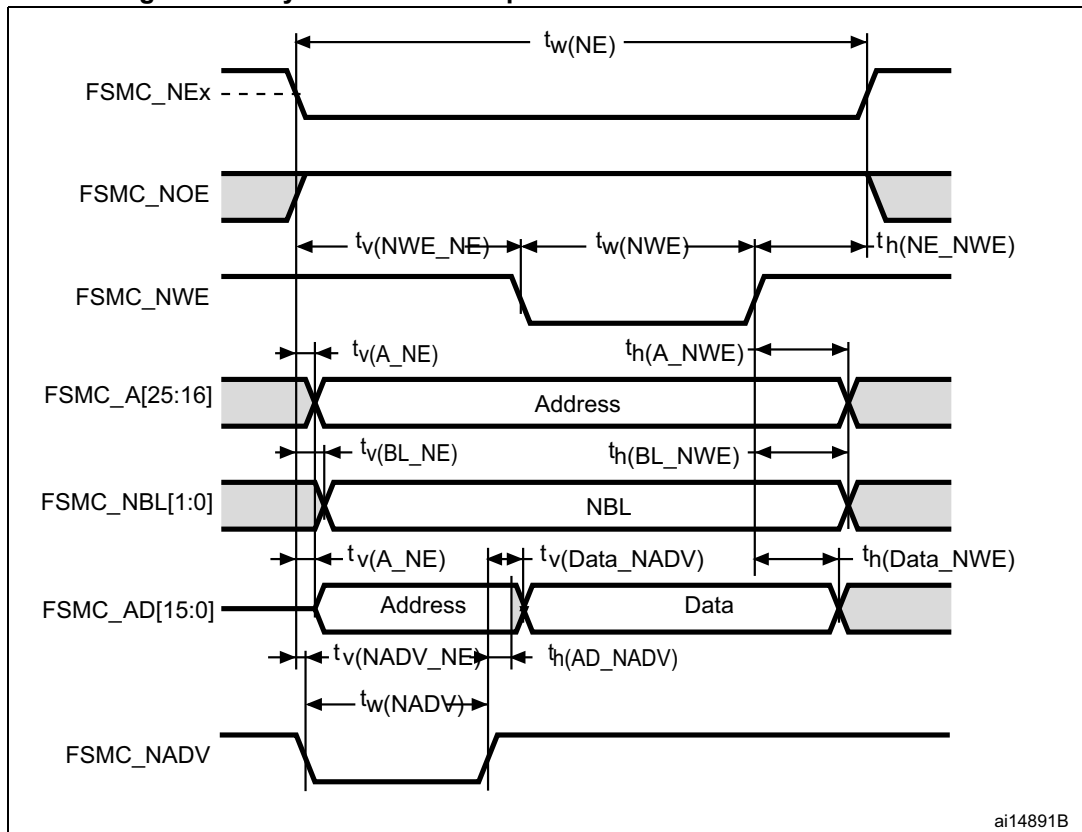 tw(NE)
FSMC_NEx
FSMC_NOE
tv(NWE_NE) tw(NWE) th(NE_NWE)
FSMC_NWE
tv(A_NE) th(A_NWE)
FSMC_A[25:16] Address
tv(BL_NE) th(BL_NWE)
FSMC_NBL[1:0] NBL
tv(A_NE) tv(Data_NADV) th(Data_NWE)
FSMC_AD[15:0] Address Data
tv(NADV_NE) th(AD_NADV)
tw(NADV)
FSMC_NADV
ai14891B